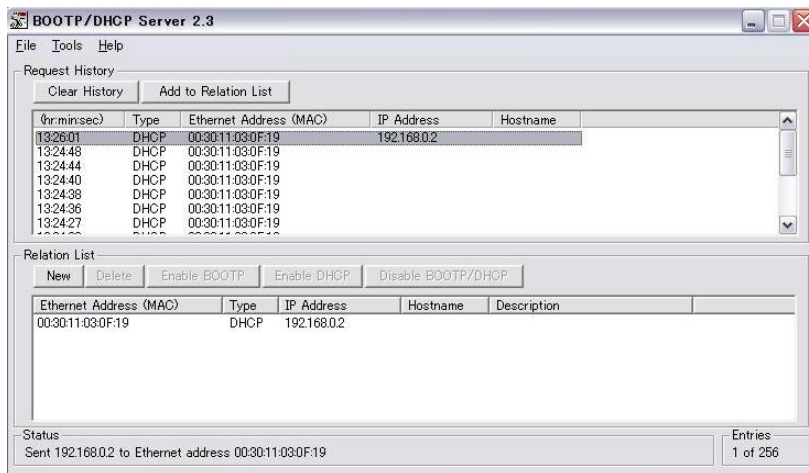 BOOTP/DHCP Server 2.3
File Tools Help
Request History
Clear History Add to Relation List
(hr:min:sec) Type Ethernet Address (MAC) IP Address Hostname
13:26:01 DHCP 00:30:11:03:0F:19 192.168.0.2
13:24:48 DHCP 00:30:11:03:0F:19
13:24:44 DHCP 00:30:11:03:0F:19
13:24:40 DHCP 00:30:11:03:0F:19
13:24:38 DHCP 00:30:11:03:0F:19
13:24:36 DHCP 00:30:11:03:0F:19
13:24:27 DHCP 00:30:11:03:0F:19
Relation List
New Delete Enable BOOTP Enable DHCP Disable BOOTP/DHCP
Ethernet Address (MAC) Type IP Address Hostname Description
00:30:11:03:0F:19 DHCP 192.168.0.2
Status
Sent 192.168.0.2 to Ethernet address 00:30:11:03:0F:19
Entries
1 of 256